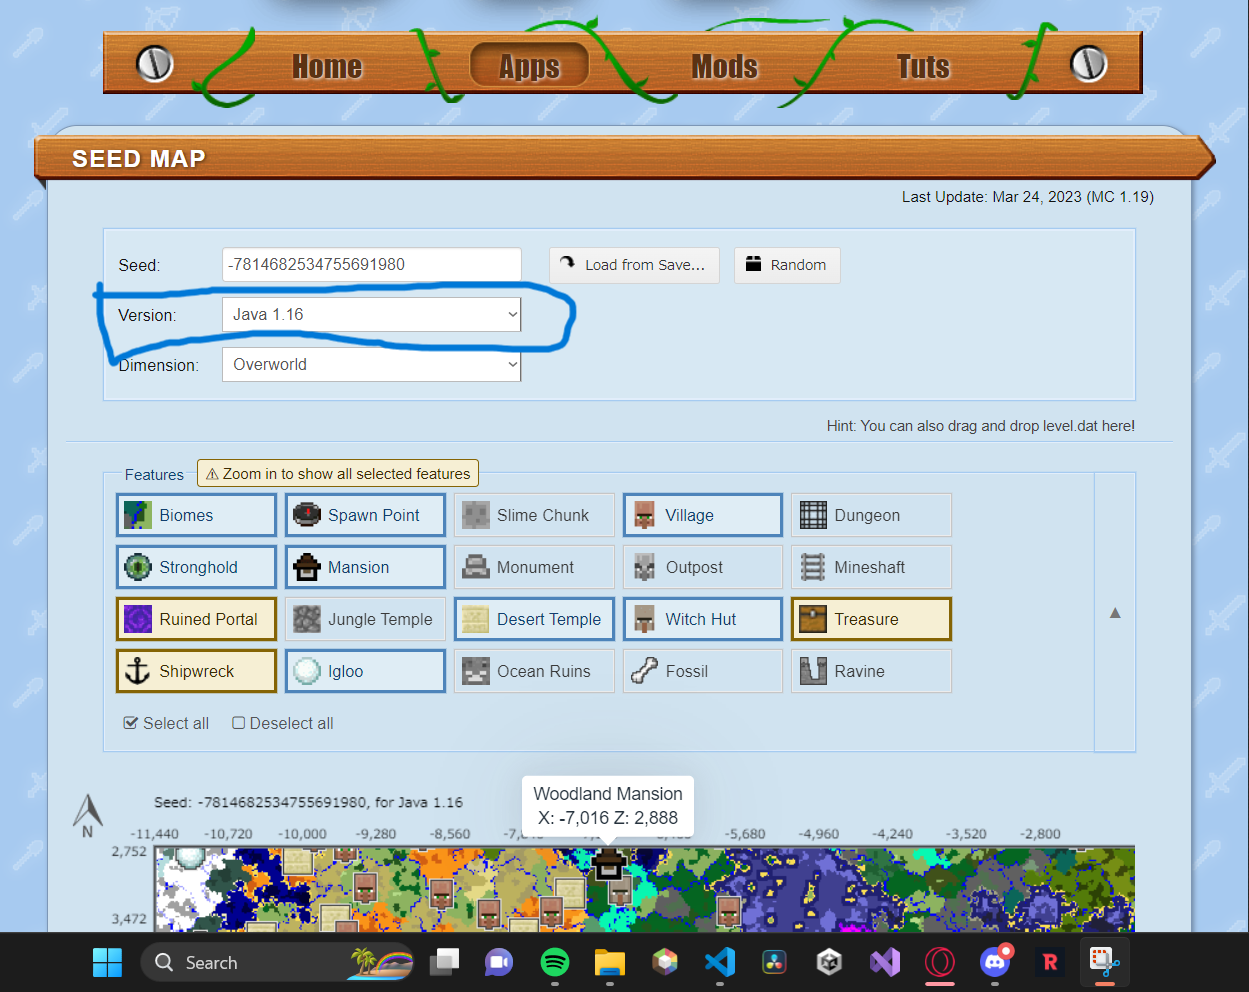 Home Apps Mods Tuts
SEED MAP
Last Update: Mar 24, 2023 (MC 1.19)
Seed: -7814682534755691980 Load from Save... Random
Version: Java 1.16
Dimension: Overworld
Hint: You can also drag and drop level.dat here!
Features ⚠ Zoom in to show all selected features
Biomes Spawn Point Slime Chunk Village Dungeon
Stronghold Mansion Monument Outpost Mineshaft
Ruined Portal Jungle Temple Desert Temple Witch Hut Treasure
Shipwreck Igloo Ocean Ruins Fossil Ravine
Select all Deselect all
Woodland Mansion
X: -7,016 Z: 2,888
Seed: -7814682534755691980, for Java 1.16
N
-11,440 -10,720 -10,000 -9,280 -8,560 -5,680 -4,960 -4,240 -3,520 -2,800
2,752
3,472
Search
R